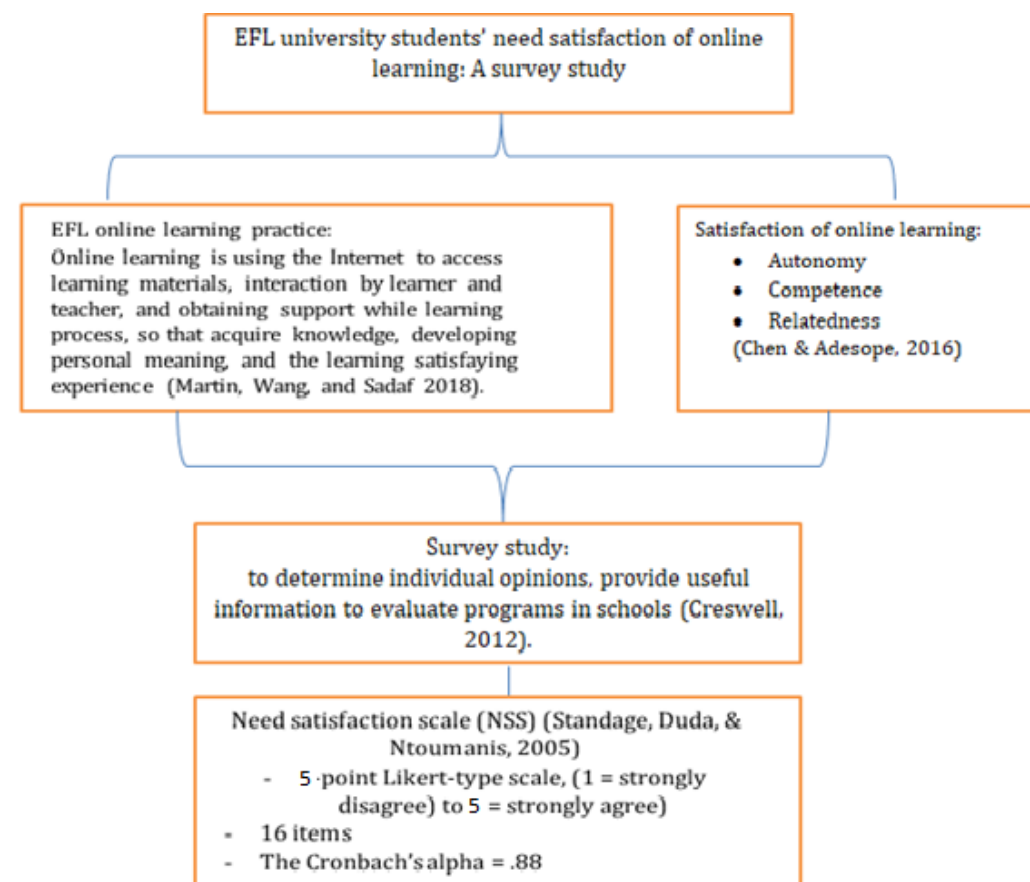 EFL university students' need satisfaction of online
learning: A survey study
EFL online learning practice:
Online learning is using the Internet to access
learning materials, interaction by learner and
teacher, and obtaining support while learning
process, so that acquire knowledge, developing
personal meaning, and the learning satisfaying
experience (Martin, Wang, and Sadaf 2018).
Satisfaction of online learning:
• Autonomy
• Competence
• Relatedness
(Chen & Adesope, 2016)
Survey study:
to determine individual opinions, provide useful
information to evaluate programs in schools (Creswell,
2012).
Need satisfaction scale (NSS) (Standage, Duda, &
Ntoumanis, 2005)
- 5-point Likert-type scale, (1 = strongly
disagree) to 5 = strongly agree)
- 16 items
- The Cronbach's alpha = .88